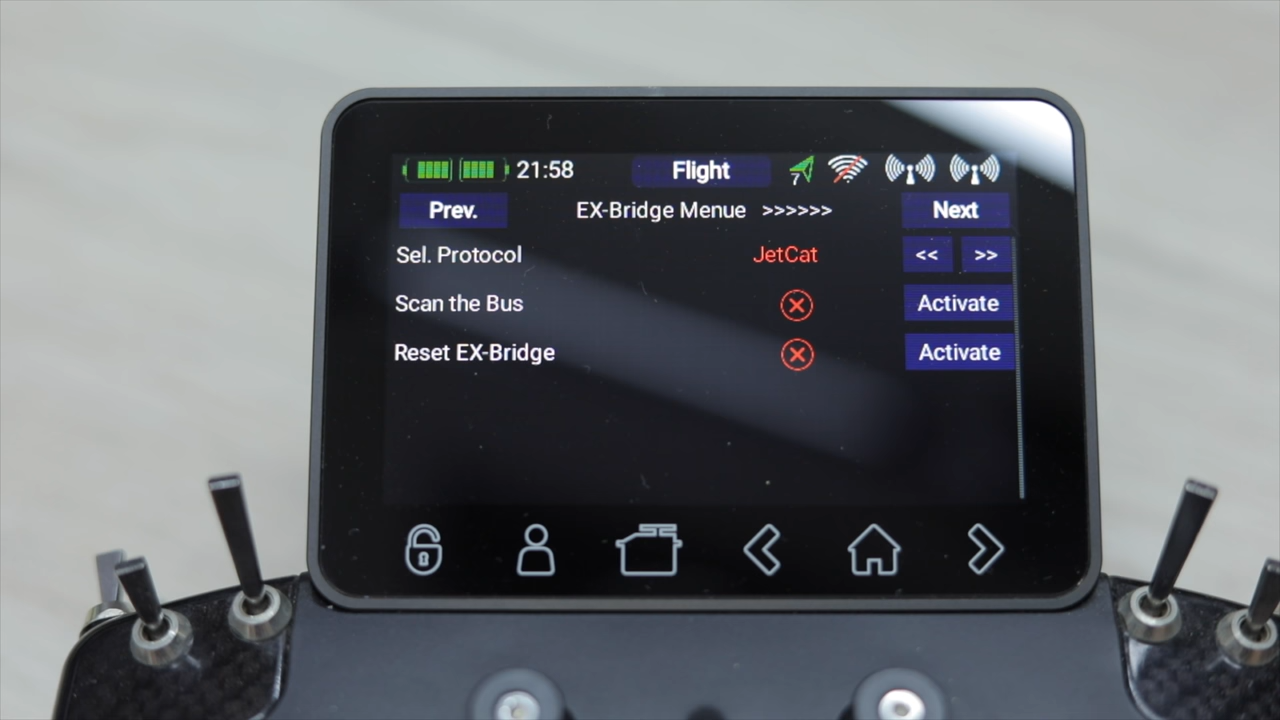 21:58 Flight 7
Prev. EX-Bridge Menue >>>>>> Next
Sel. Protocol JetCat << >>
Scan the Bus Activate
Reset EX-Bridge Activate